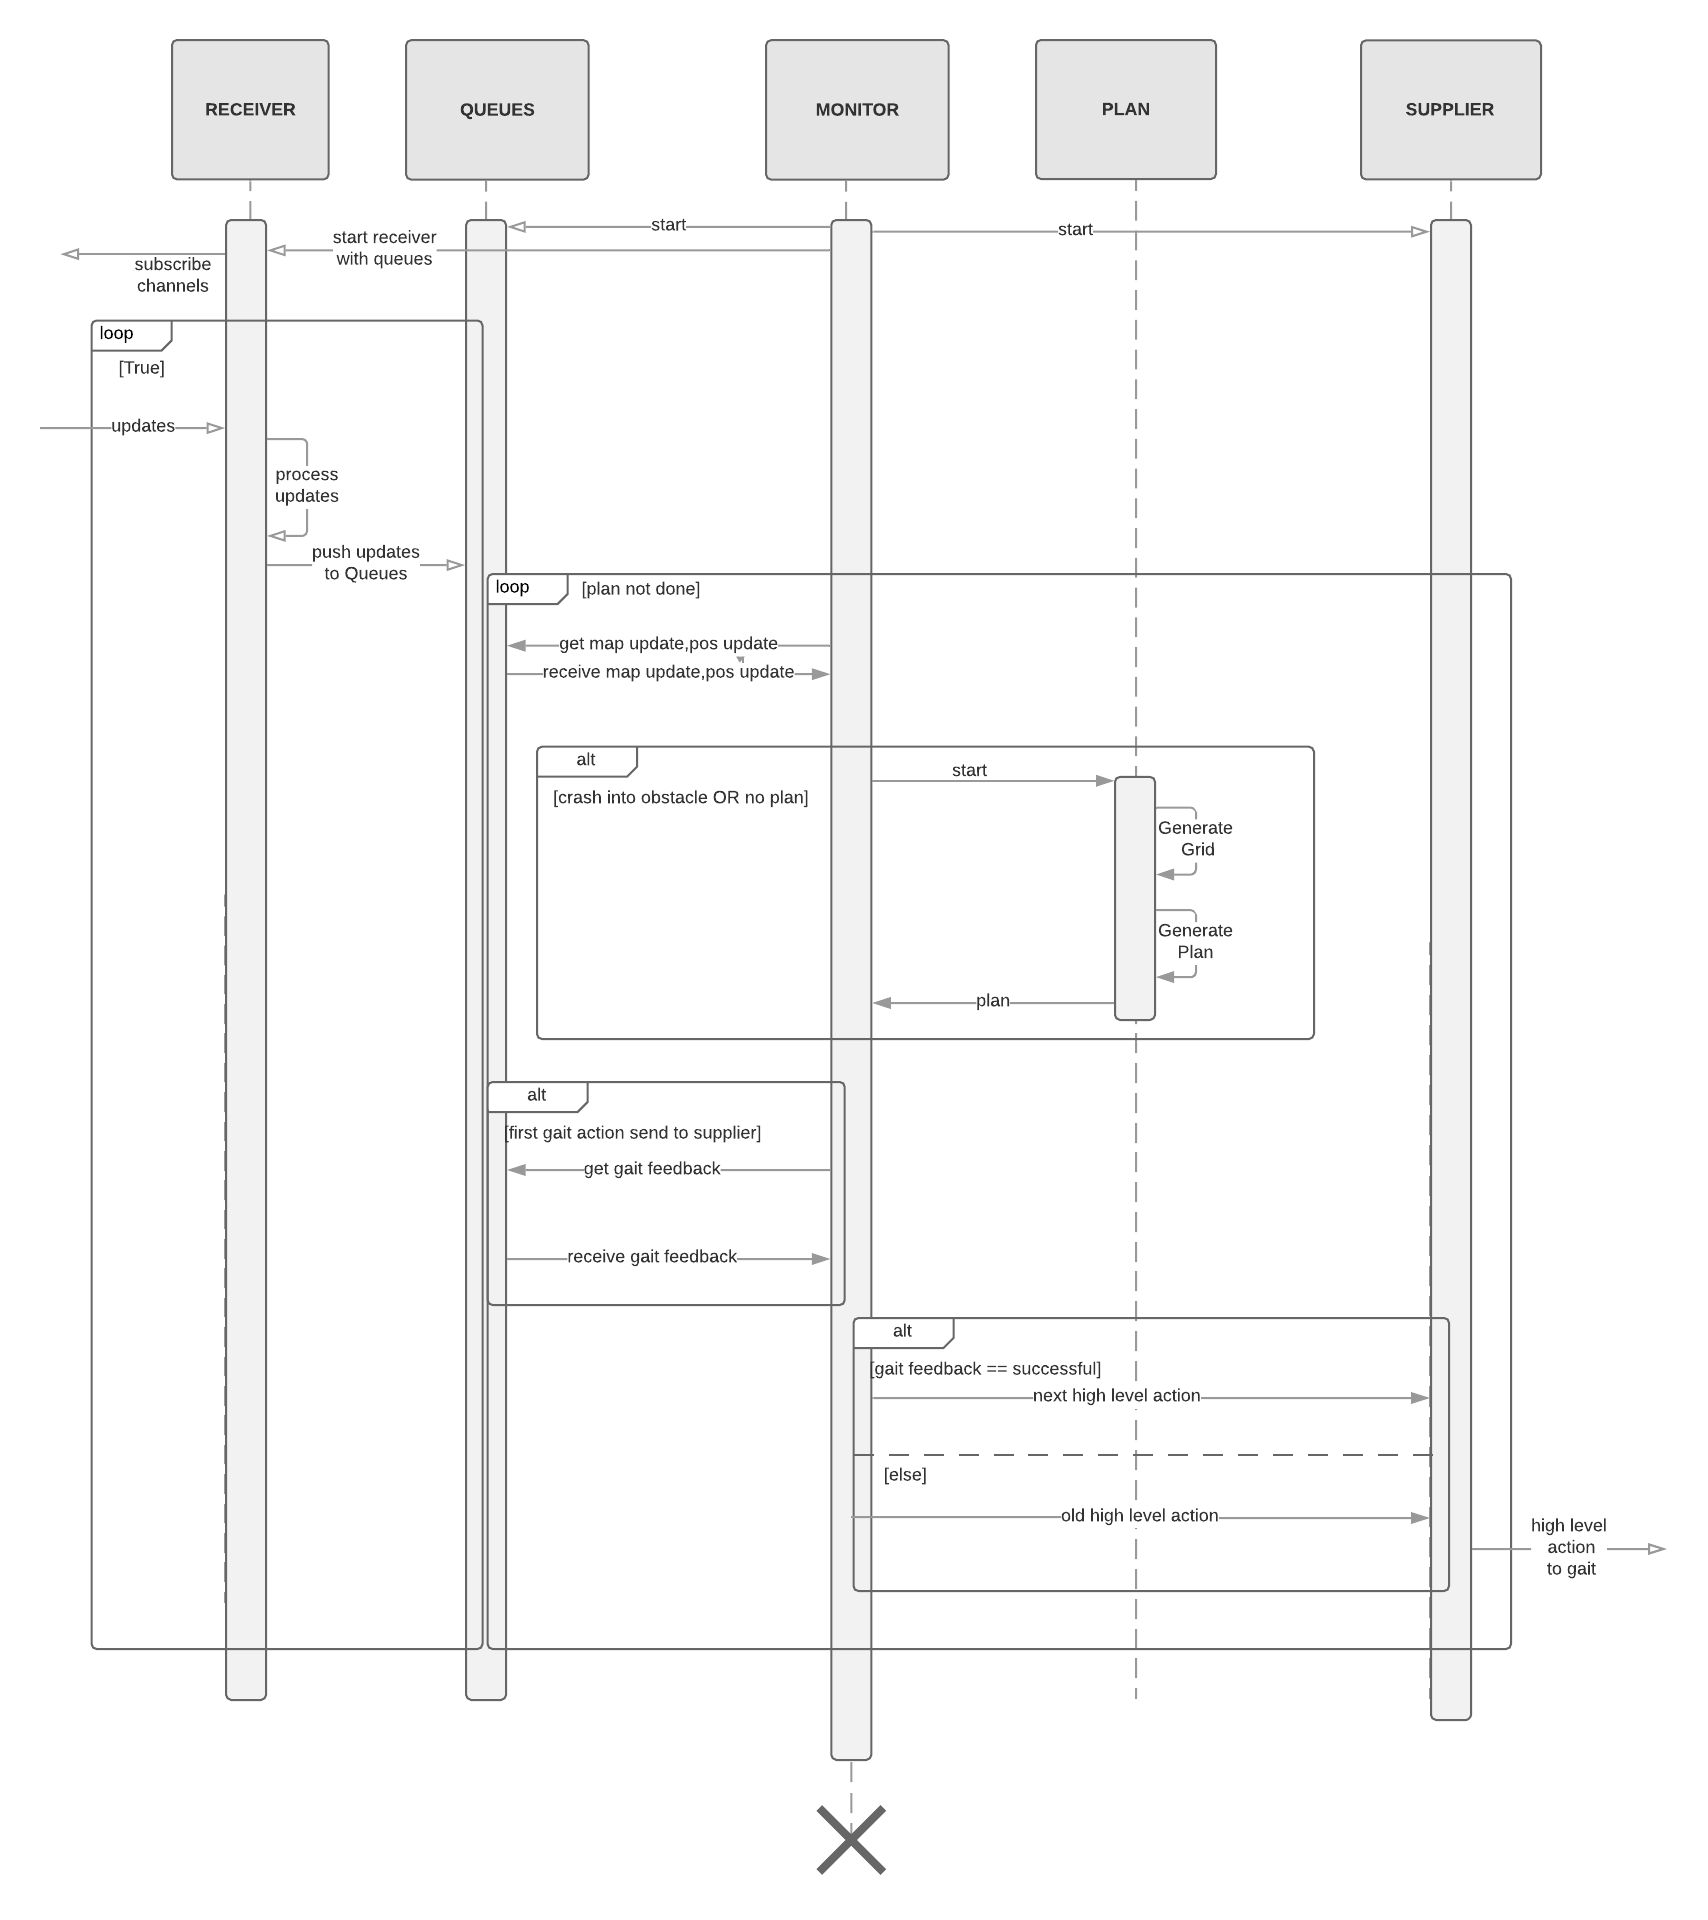 RECEIVER
QUEUES
MONITOR
PLAN
SUPPLIER
start
start
start receiver
with queues
subscribe
channels
loop
[True]
updates
process
updates
push updates
to Queues
loop
[plan not done]
get map update,pos update
receive map update,pos update
alt
start
[crash into obstacle OR no plan]
Generate
Grid
Generate
Plan
plan
alt
[first gait action send to supplier]
get gait feedback
receive gait feedback
alt
[gait feedback == successful]
next high level action
[else]
old high level action
high level
action
to gait